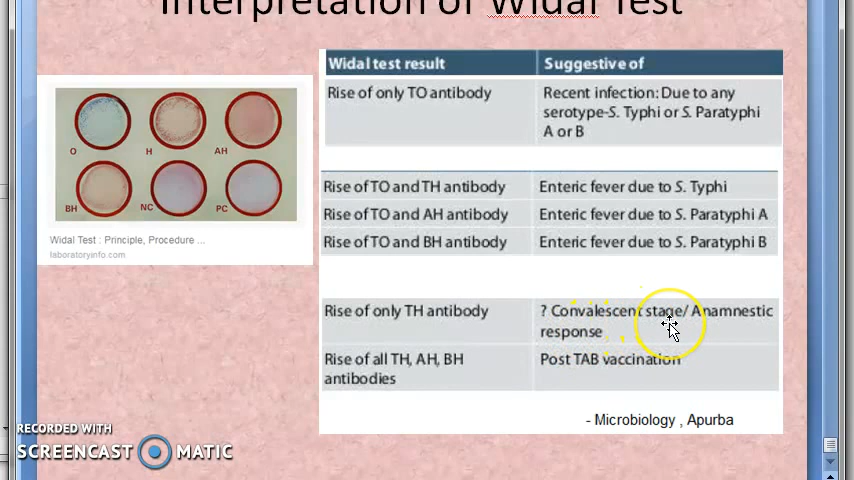 Interpretation of Widal Test
Widal test result
Suggestive of
Rise of only TO antibody
Recent infection: Due to any
serotype-S. Typhi or S. Paratyphi
A or B
Rise of TO and TH antibody
Enteric fever due to S. Typhi
Rise of TO and AH antibody
Enteric fever due to S. Paratyphi A
Rise of TO and BH antibody
Enteric fever due to S. Paratyphi B
Rise of only TH antibody
? Convalescent stage/ Anamnestic
response
Rise of all TH, AH, BH
antibodies
Post TAB vaccination
- Microbiology , Apurba
O
H
AH
BH
NC
PC
Widal Test : Principle, Procedure ...
laboratoryinfo.com
RECORDED WITH
SCREENCAST MATIC